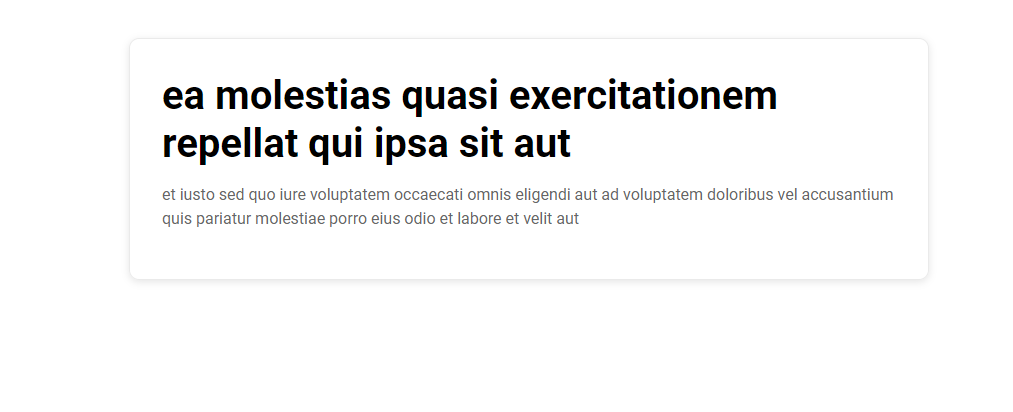 ea molestias quasi exercitationem
repellat qui ipsa sit aut
et iusto sed quo iure voluptatem occaecati omnis eligendi aut ad voluptatem doloribus vel accusantium
quis pariatur molestiae porro eius odio et labore et velit aut